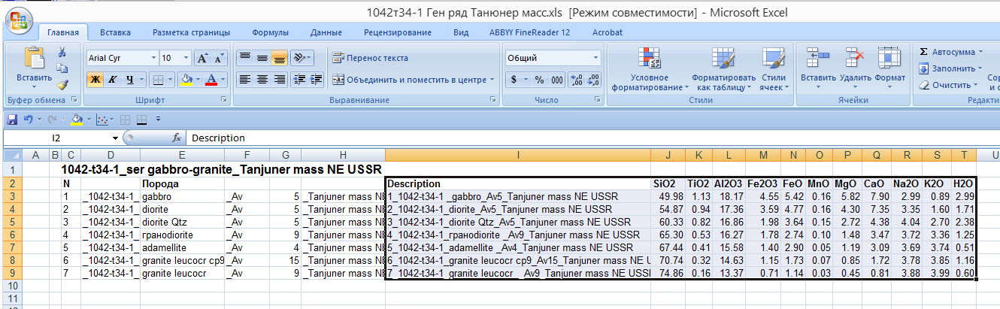 1042т34-1 Ген ряд Танюнер масс.xls [Режим совместимости] - Microsoft Excel
Главная Вставка Разметка страницы Формулы Данные Рецензирование Вид ABBYY FineReader 12 Acrobat
Вставить
Arial Cyr 10
Ж К Ч
Перенос текста
Объединить и поместить в центре
Общий
% 000
Условное форматирование
Форматировать как таблицу
Стили ячеек
Вставить Удалить Формат
Σ Автосумма
Заполнить
Очистить
Буфер обмена Шрифт Выравнивание Число Стили Ячейки Редакти
I2 fx Description
A B C D E F G H I J K L M N O P Q R S T U
1 1042-t34-1_ser gabbro-granite_Tanjuner mass NE USSR
2 N Порода Description SiO2 TiO2 Al2O3 Fe2O3 FeO MnO MgO CaO Na2O K2O H2O
3 1 _1042-t34-1_ gabbro _Av 5 _Tanjuner mass NE 1_1042-t34-1 _gabbro_Av5_Tanjuner mass NE USSR 49.98 1.13 18.17 4.55 5.42 0.16 5.82 7.90 2.99 0.89 2.99
4 2 _1042-t34-1_ diorite _Av 5 _Tanjuner mass NE 2_1042-t34-1_diorite_Av5_Tanjuner mass NE USSR 54.87 0.94 17.36 3.59 4.77 0.16 4.30 7.35 3.35 1.60 1.71
5 3 _1042-t34-1_ diorite Qtz _Av 5 _Tanjuner mass NE 3_1042-t34-1_diorite Qtz_Av5_Tanjuner mass NE USSR 60.33 0.82 16.86 1.98 3.64 0.15 2.72 4.38 4.04 2.70 2.38
6 4 _1042-t34-1_ граноdiorite _Av 9 _Tanjuner mass NE 4_1042-t34-1_граноdiorite _Av9_Tanjuner mass NE USSR 65.30 0.53 16.27 1.78 2.74 0.10 1.48 3.47 3.72 3.36 1.25
7 5 _1042-t34-1_ adamellite _Av 4 _Tanjuner mass NE 5_1042-t34-1_adamellite _Av4_Tanjuner mass NE USSR 67.44 0.41 15.58 1.40 2.90 0.05 1.19 3.09 3.69 3.74 0.51
8 6 _1042-t34-1_ granite leucocr cp9 _Av 15 _Tanjuner mass NE 6_1042-t34-1_granite leucocr cp9_Av15_Tanjuner mass NE U 70.74 0.32 14.63 1.15 1.73 0.07 0.85 1.72 3.78 3.85 1.16
9 7 _1042-t34-1_ granite leucocr _Av 9 _Tanjuner mass NE 7_1042-t34-1_granite leucocr _Av9_Tanjuner mass NE USSI 74.86 0.16 13.37 0.71 1.14 0.03 0.45 0.81 3.88 3.99 0.60
10
11